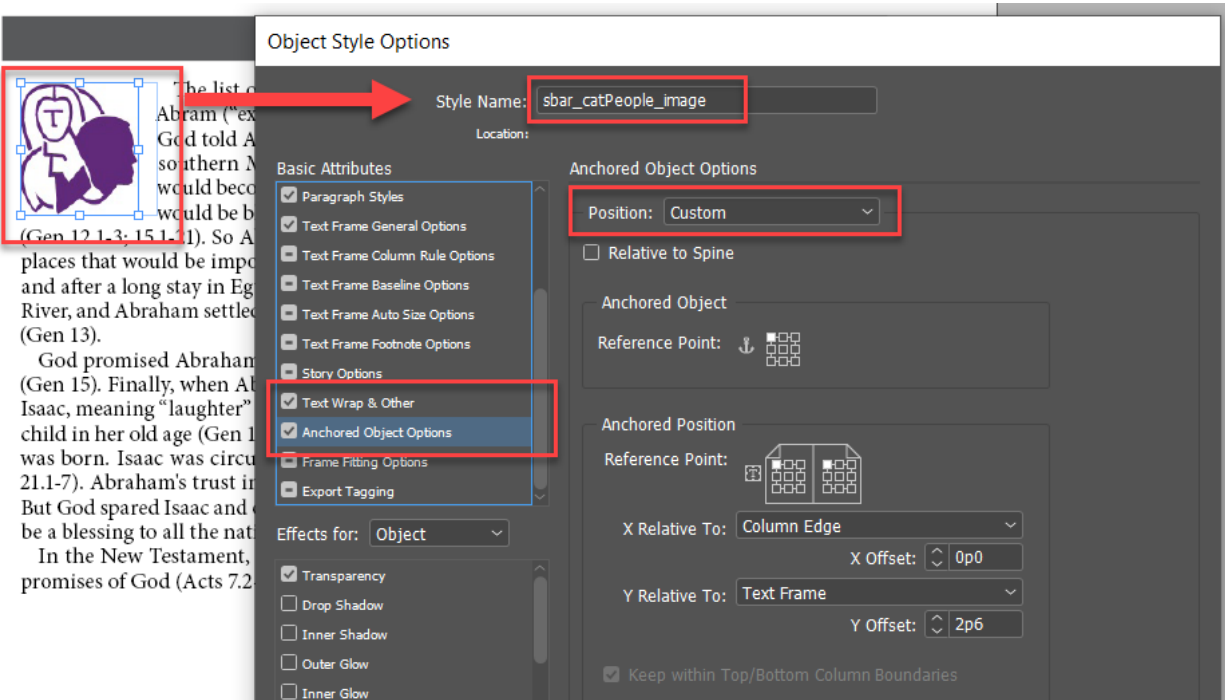 Object Style Options
Style Name: sbar_catPeople_image
Location:
Basic Attributes
Paragraph Styles
Text Frame General Options
Text Frame Column Rule Options
Text Frame Baseline Options
Text Frame Auto Size Options
Text Frame Footnote Options
Story Options
Text Wrap & Other
Anchored Object Options
Frame Fitting Options
Export Tagging
Effects for: Object
Transparency
Drop Shadow
Inner Shadow
Outer Glow
Inner Glow
Anchored Object Options
Position: Custom
Relative to Spine
Anchored Object
Reference Point:
Anchored Position
Reference Point:
X Relative To: Column Edge
X Offset: 0p0
Y Relative To: Text Frame
Y Offset: 2p6
Keep within Top/Bottom Column Boundaries
The list
Abram (“ex
God told A
southern M
would beco
would be b
(Gen 12.1-3; 15.1-21). So A
places that would be impo
and after a long stay in Eg
River, and Abraham settled
(Gen 13).
God promised Abraham
(Gen 15). Finally, when Ab
Isaac, meaning “laughter”
child in her old age (Gen 1
was born. Isaac was circu
21.1-7). Abraham's trust in
But God spared Isaac and
be a blessing to all the nati
In the New Testament,
promises of God (Acts 7.2-